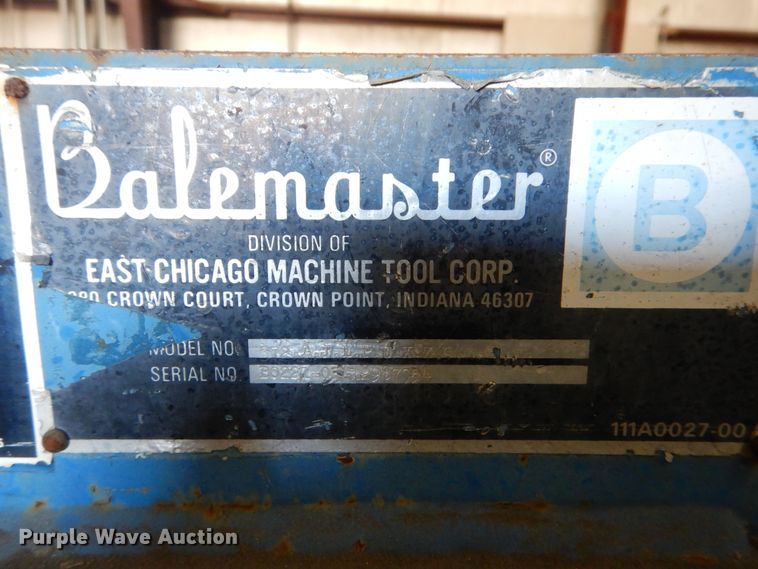 Balemaster®
B
DIVISION OF
EAST CHICAGO MACHINE TOOL CORP.
CROWN COURT, CROWN POINT, INDIANA 46307
MODEL NO.
SERIAL NO.
111A0027-00
Purple Wave Auction